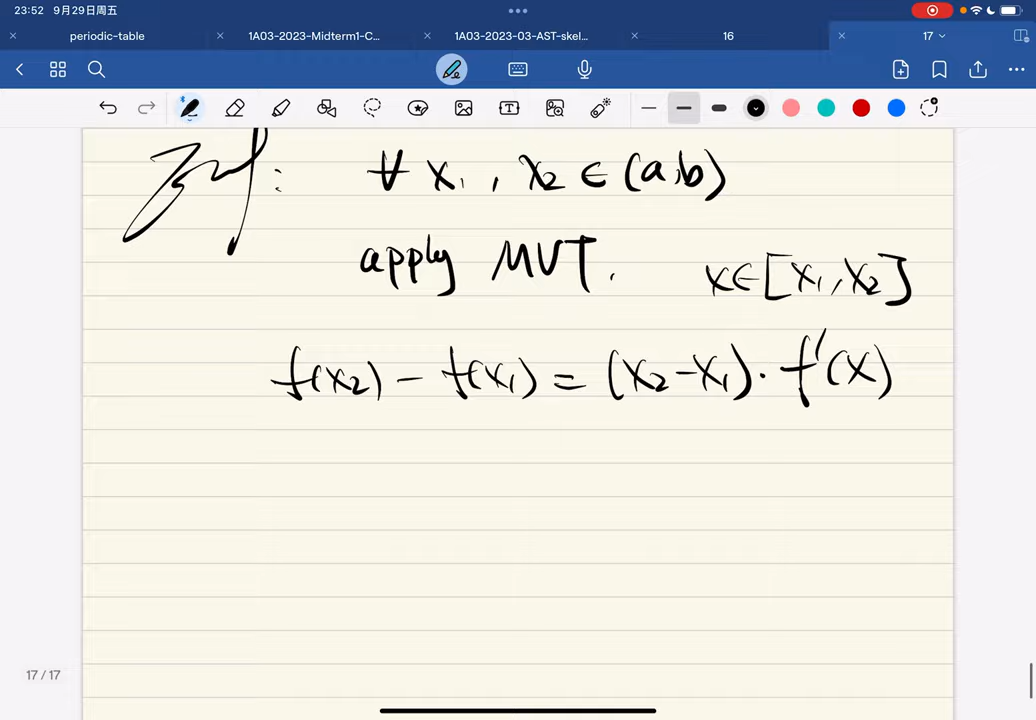 23:52 9月29日周五
periodic-table
1A03-2023-Midterm1-C...
1A03-2023-03-AST-skel...
16
17
Proof: ∀ x₁, x₂ ∈ (a,b)
apply MVT. x∈[x₁,x₂]
f(x₂) - f(x₁) = (x₂-x₁)·f'(x)
17 / 17